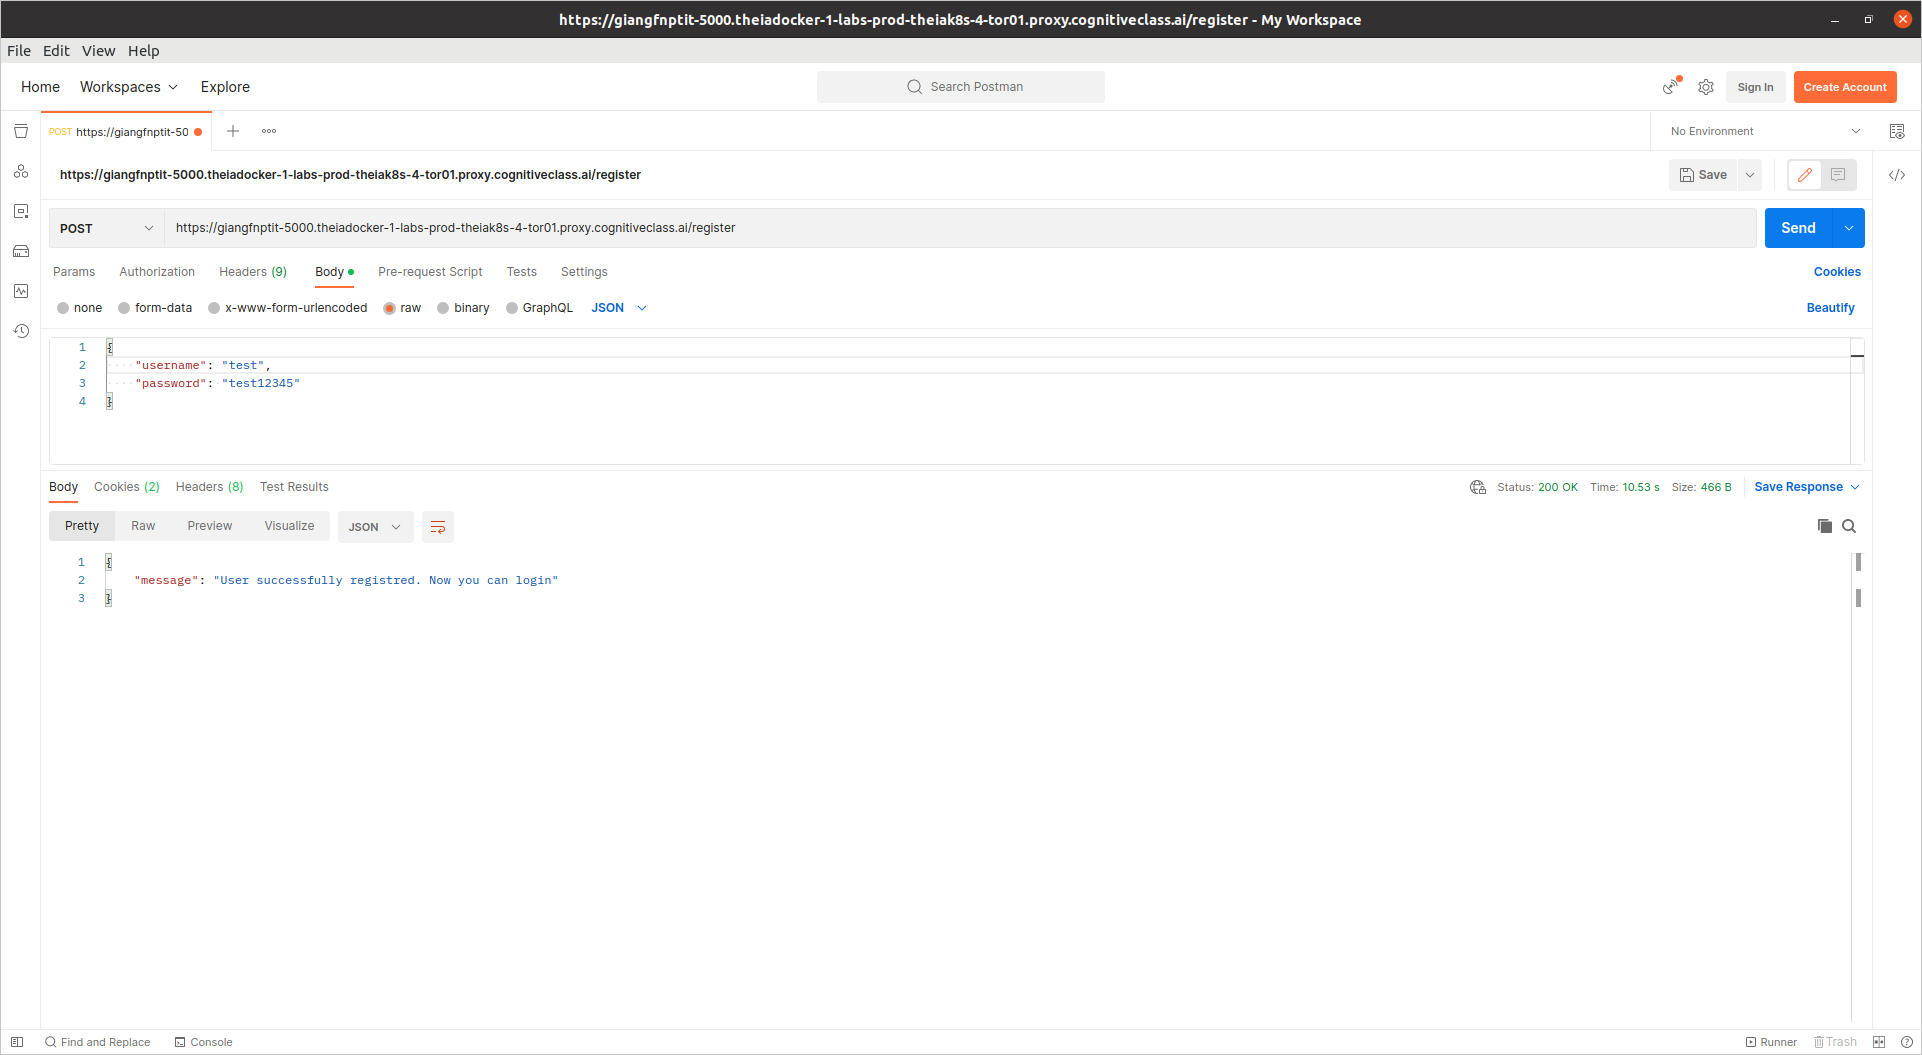 https://giangfnptit-5000.theiadocker-1-labs-prod-theiak8s-4-tor01.proxy.cognitiveclass.ai/register - My Workspace
File Edit View Help
Home Workspaces Explore Search Postman Sign In Create Account
POST https://giangfnptit-50 No Environment
https://giangfnptit-5000.theiadocker-1-labs-prod-theiak8s-4-tor01.proxy.cognitiveclass.ai/register Save </>
POST https://giangfnptit-5000.theiadocker-1-labs-prod-theiak8s-4-tor01.proxy.cognitiveclass.ai/register Send
Params Authorization Headers (9) Body Pre-request Script Tests Settings Cookies
none form-data x-www-form-urlencoded raw binary GraphQL JSON Beautify
1 {
2 "username": "test",
3 "password": "test12345"
4 }
Body Cookies (2) Headers (8) Test Results Status: 200 OK Time: 10.53 s Size: 466 B Save Response
Pretty Raw Preview Visualize JSON
1 {
2 "message": "User successfully registred. Now you can login"
3 }
Find and Replace Console Runner Trash